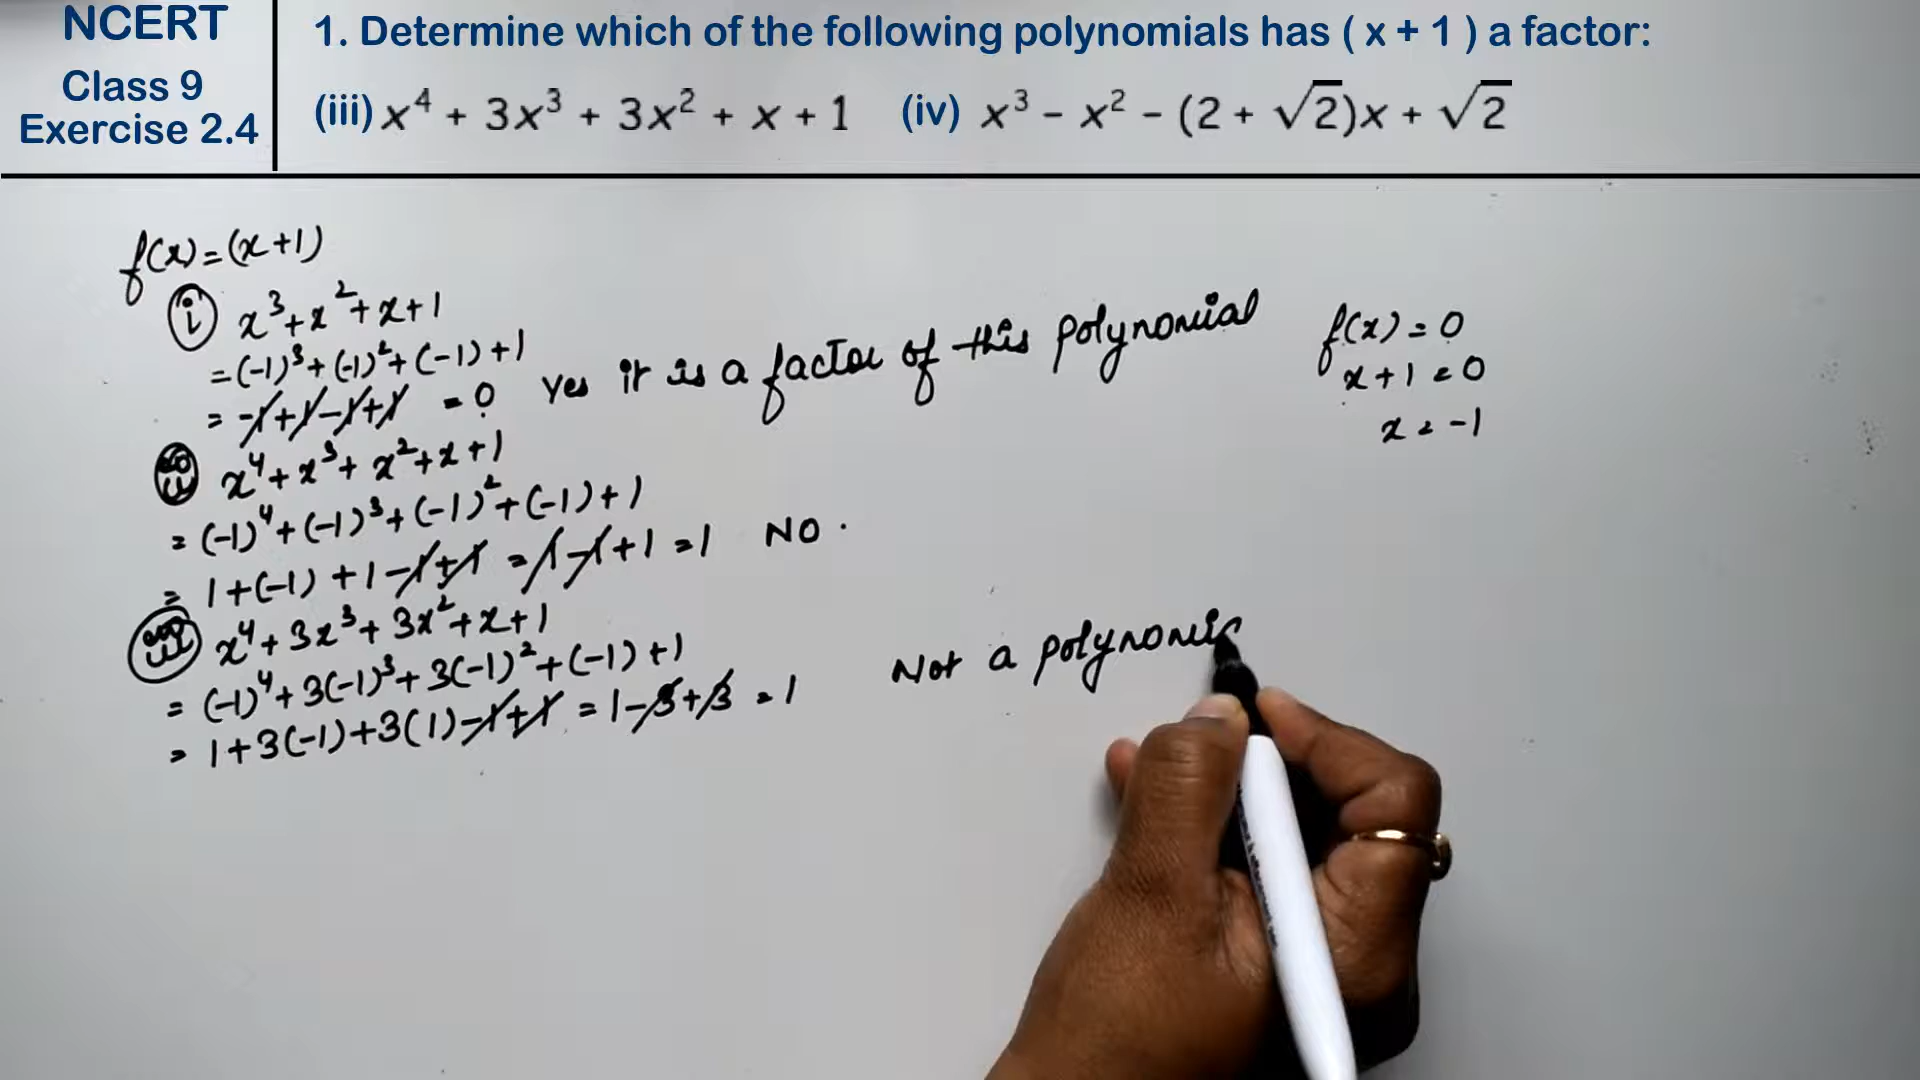 NCERT
Class 9
Exercise 2.4
1. Determine which of the following polynomials has ( x + 1 ) a factor:
(iii) x⁴ + 3x³ + 3x² + x + 1 (iv) x³ − x² − (2 + √2)x + √2
f(x) = (x+1)
i x³+x²+x+1
= (-1)³+(-1)²+(-1)+1
= -1+1-1+1 = 0 Yes it is a factor of this polynomial
f(x) = 0
x+1 = 0
x = -1
ii x⁴+x³+x²+x+1
= (-1)⁴+(-1)³+(-1)²+(-1)+1
= 1+(-1)+1-1+1 = 1-1+1 = 1 NO.
iii x⁴+3x³+3x²+x+1
= (-1)⁴+3(-1)³+3(-1)²+(-1)+1
= 1+3(-1)+3(1)-1+1 = 1-3+3 = 1
Not a polynomi